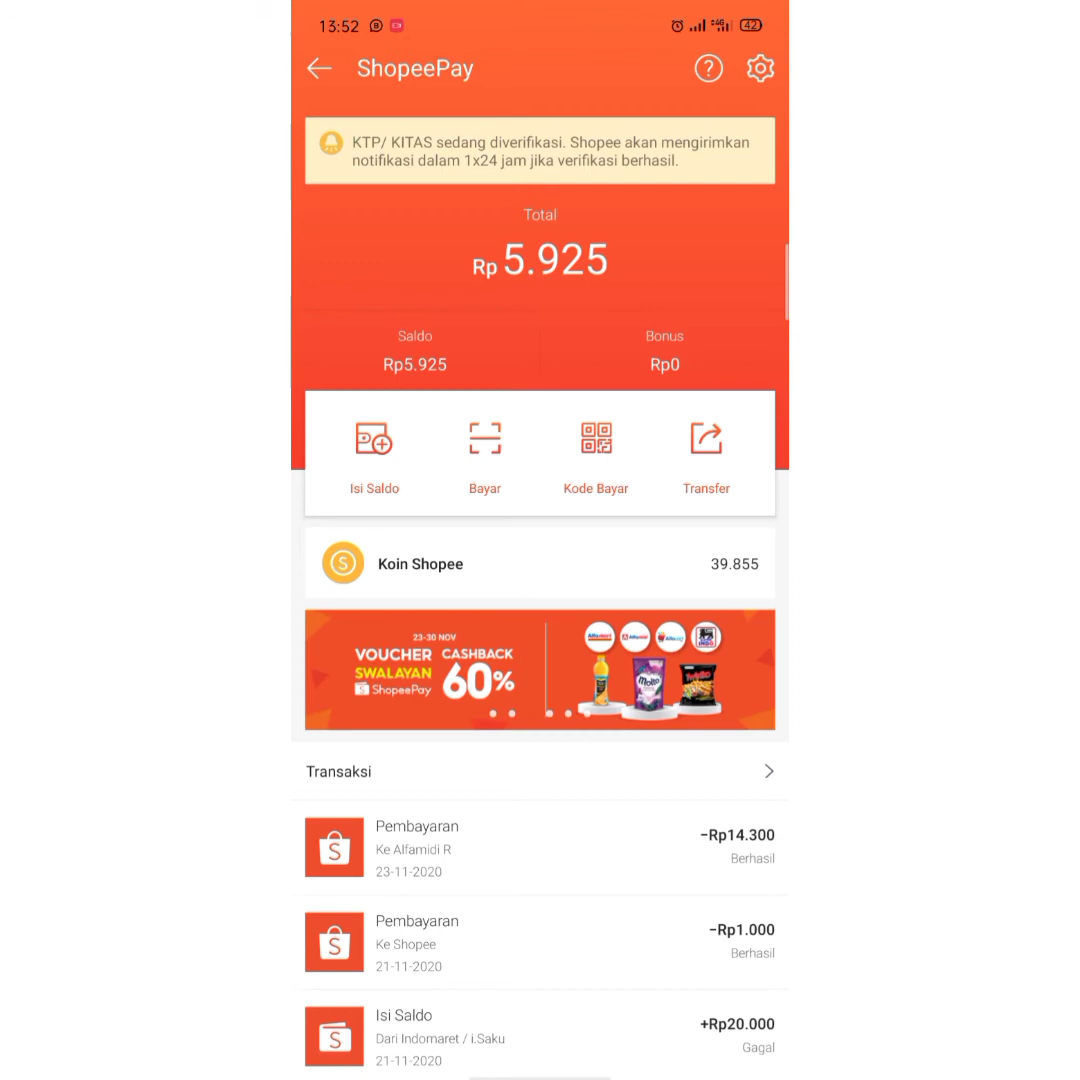 13:52
4G
42
ShopeePay
KTP/ KITAS sedang diverifikasi. Shopee akan mengirimkan
notifikasi dalam 1x24 jam jika verifikasi berhasil.
Total
Rp 5.925
Saldo
Bonus
Rp5.925
Rp0
Isi Saldo
Bayar
Kode Bayar
Transfer
Koin Shopee
39.855
23-30 NOV
VOUCHER CASHBACK
SWALAYAN
60%
ShopeePay
Transaksi
Pembayaran
−Rp14.300
Ke Alfamidi R
Berhasil
23-11-2020
Pembayaran
−Rp1.000
Ke Shopee
Berhasil
21-11-2020
Isi Saldo
+Rp20.000
Dari Indomaret / i.Saku
Gagal
21-11-2020